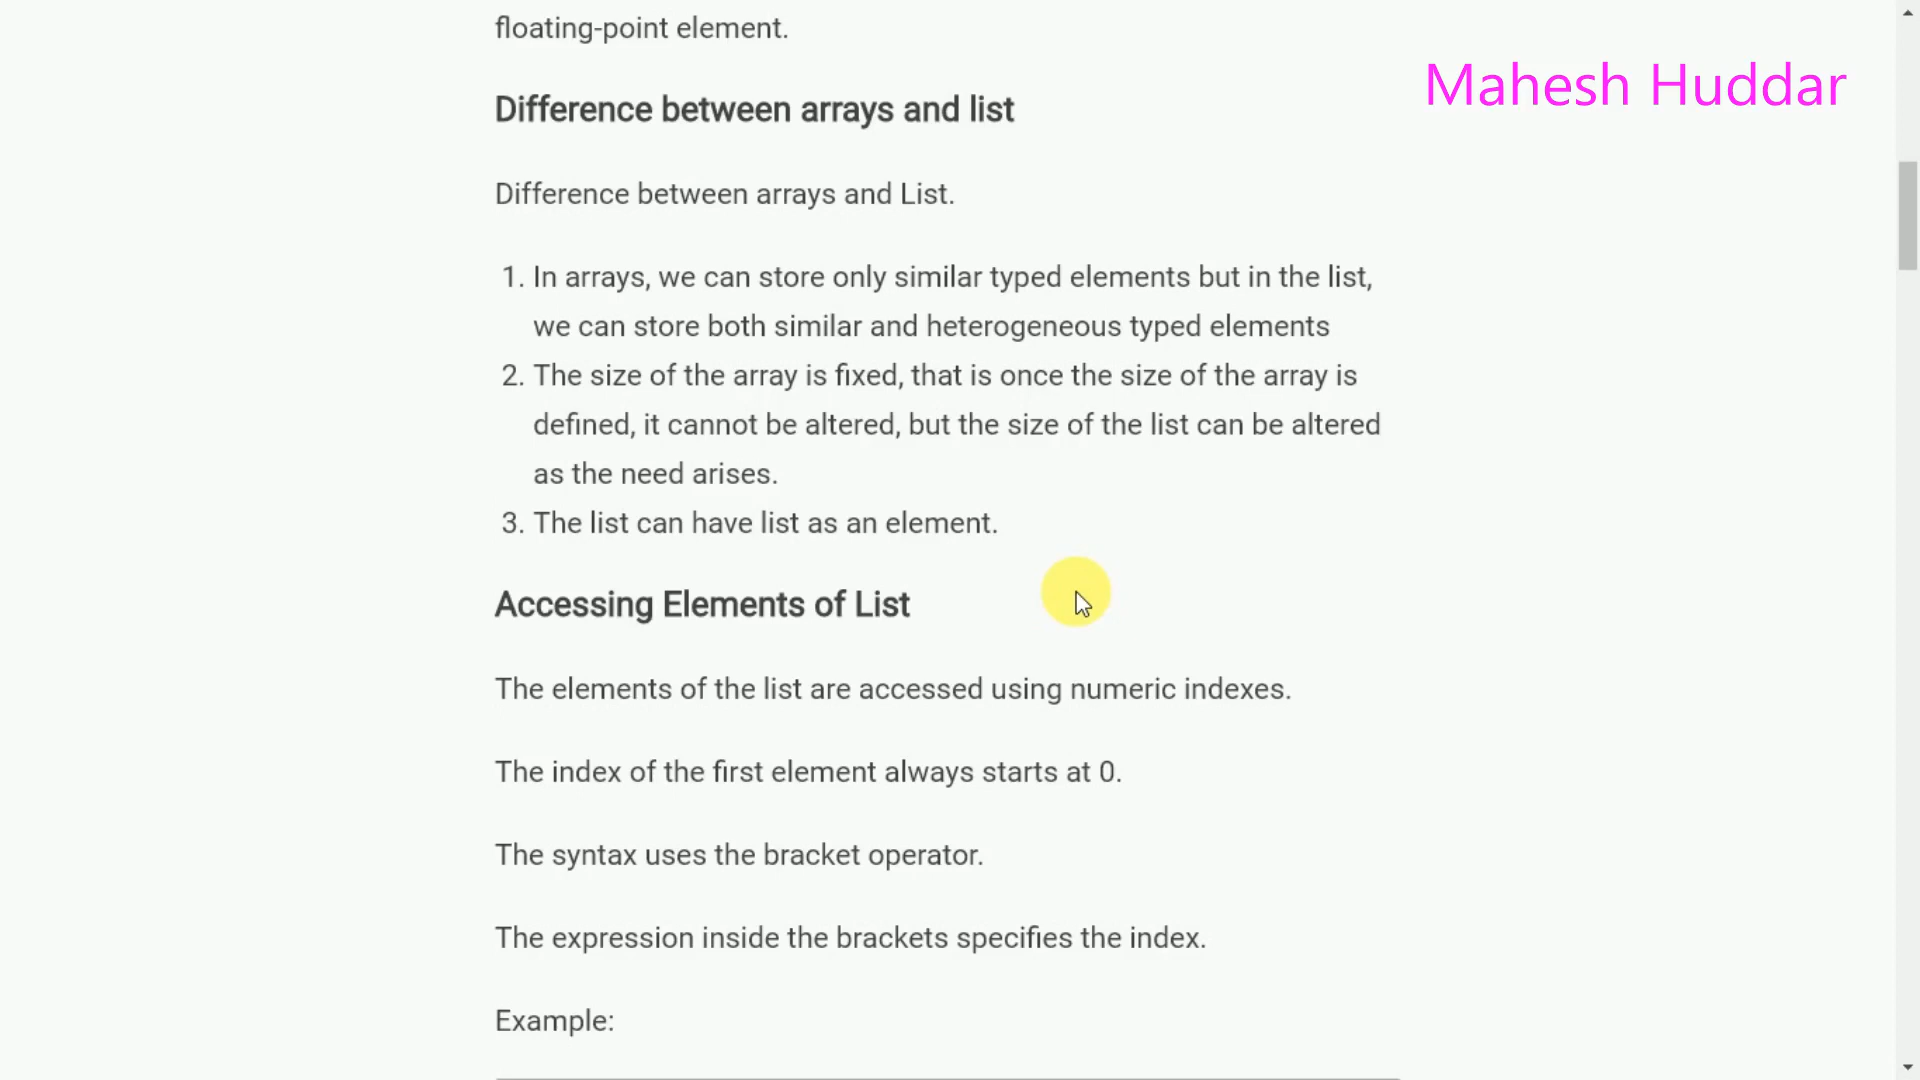 floating-point element.
Mahesh Huddar
Difference between arrays and list
Difference between arrays and List.
1. In arrays, we can store only similar typed elements but in the list,
we can store both similar and heterogeneous typed elements
2. The size of the array is fixed, that is once the size of the array is
defined, it cannot be altered, but the size of the list can be altered
as the need arises.
3. The list can have list as an element.
Accessing Elements of List
The elements of the list are accessed using numeric indexes.
The index of the first element always starts at 0.
The syntax uses the bracket operator.
The expression inside the brackets specifies the index.
Example: